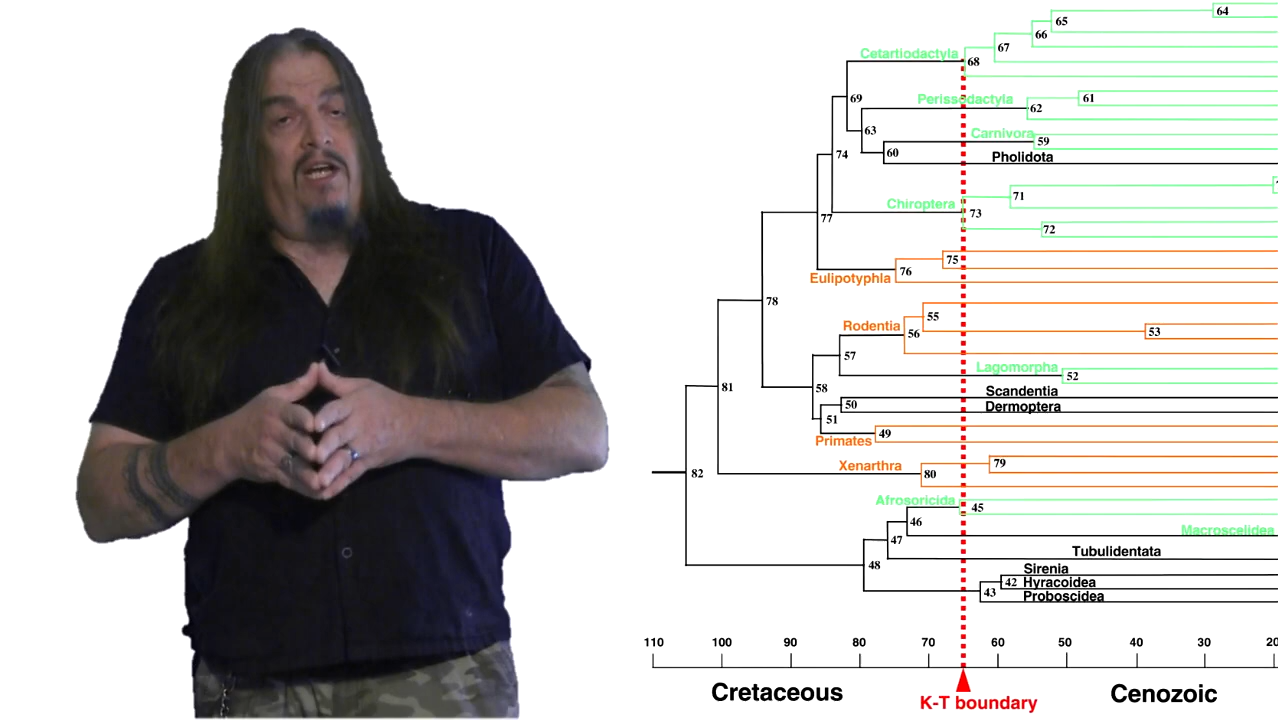 64
65
66
67
Cetartiodactyla
68
69
Perissodactyla
61
62
63
Carnivora
59
60
Pholidota
74
71
Chiroptera
73
77
72
75
76
Eulipotyphia
78
55
Rodentia
56
53
57
Lagomorpha
52
81
58
Scandentia
50
Dermoptera
51
Primates
49
Xenarthra
79
80
82
Afrosoricida
45
46
Macroscelidea
47
Tubulidentata
48
Sirenia
42 Hyracoidea
43
Proboscidea
110 100 90 80 70 60 50 40 30 20
Cretaceous
K-T boundary
Cenozoic